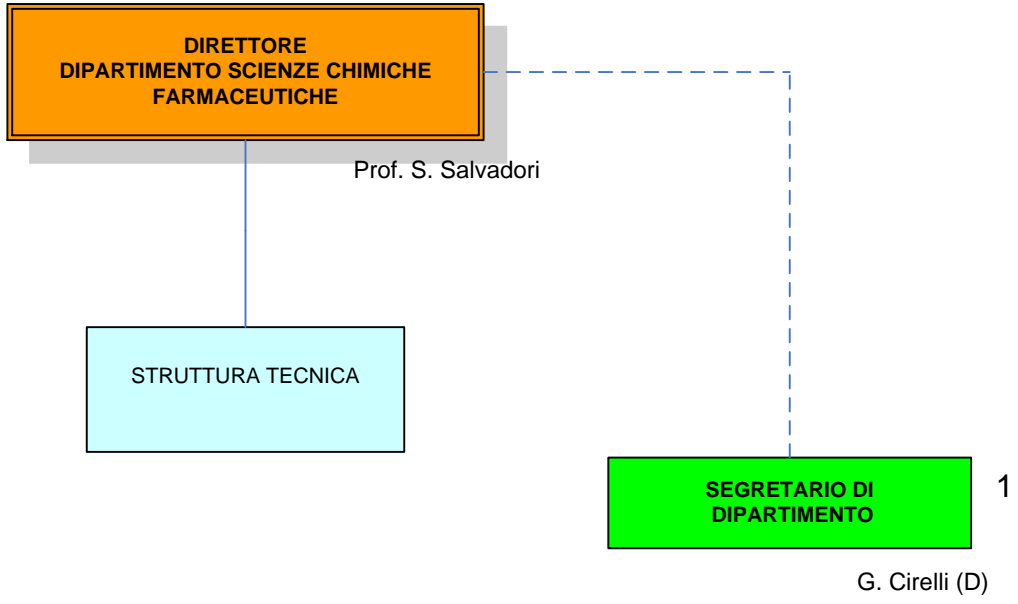 DIRETTORE
DIPARTIMENTO SCIENZE CHIMICHE
FARMACEUTICHE
Prof. S. Salvadori
STRUTTURA TECNICA
SEGRETARIO DI
DIPARTIMENTO
1
G. Cirelli (D)